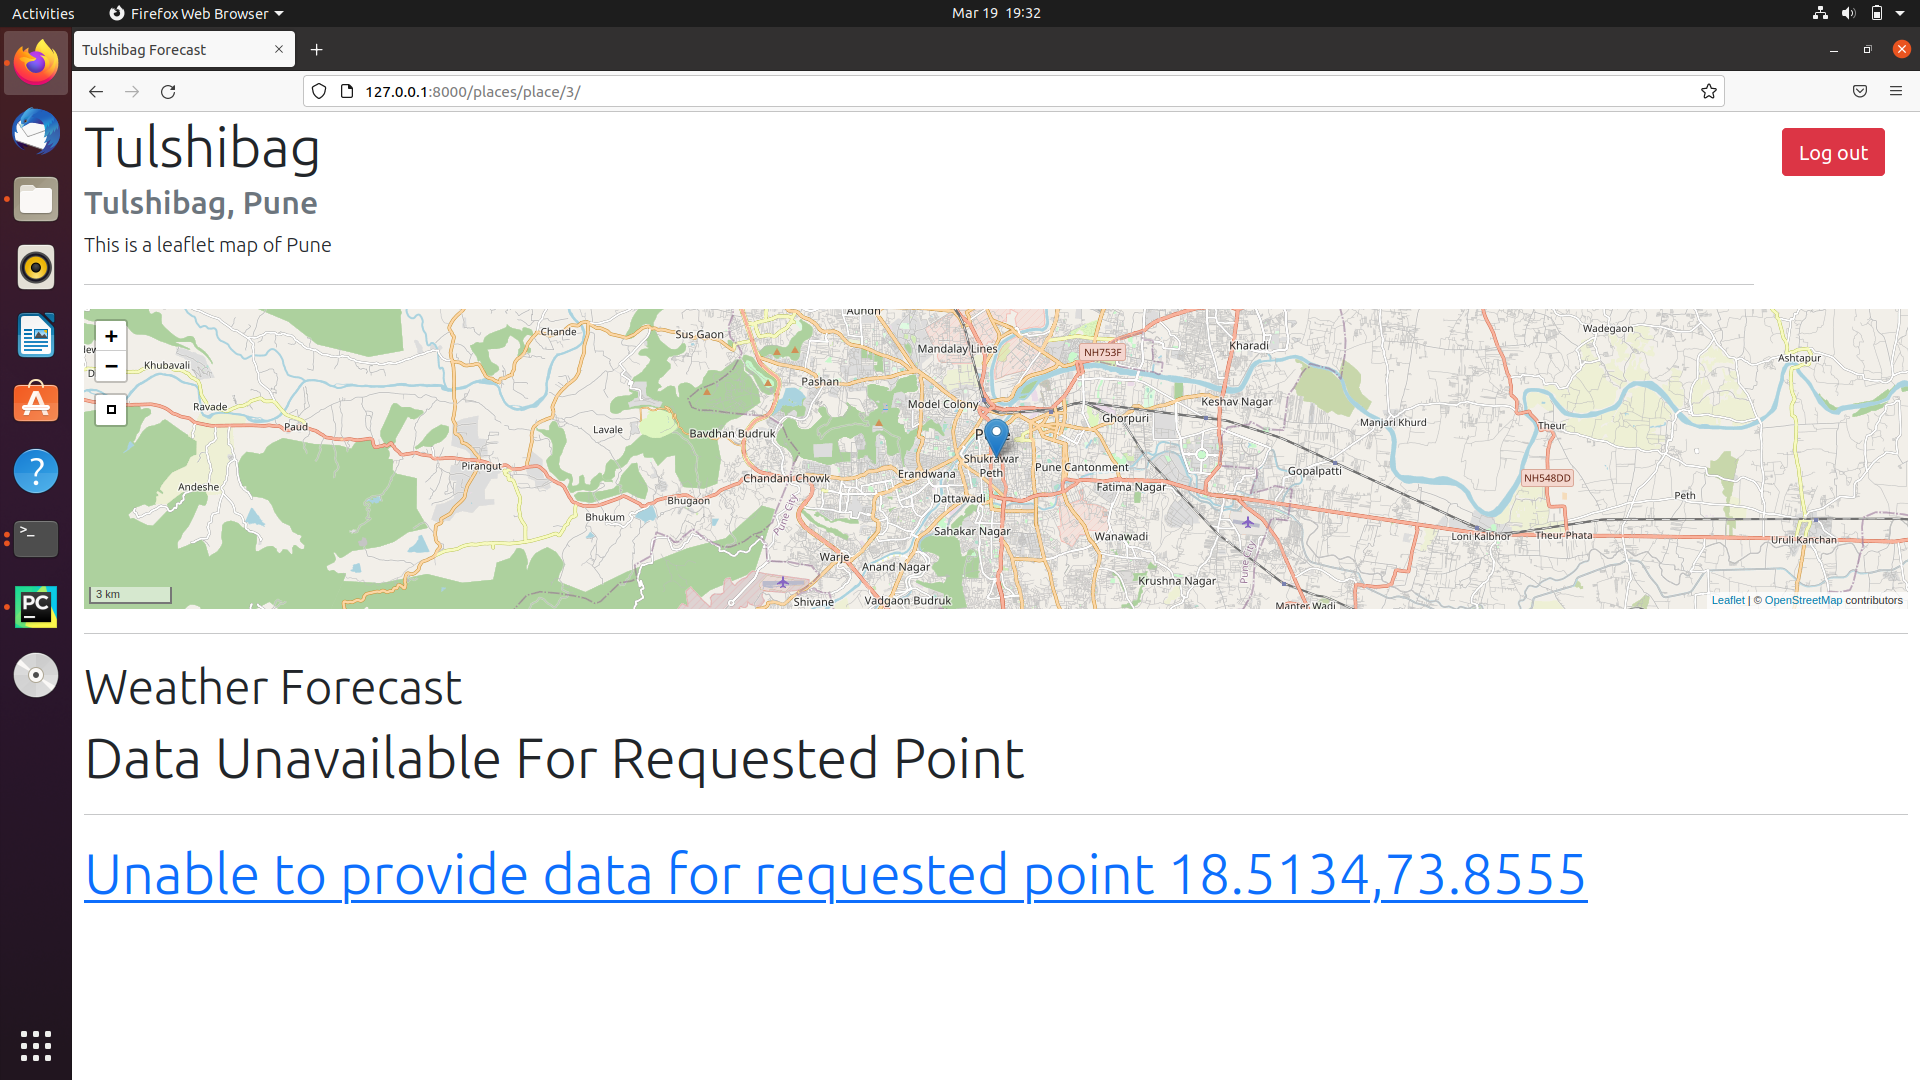 Activities
Firefox Web Browser
Mar 19 19:32
Tulshibag Forecast
127.0.0.1:8000/places/place/3/
Tulshibag
Log out
Tulshibag, Pune
This is a leaflet map of Pune
+
−
Aundh
Chande
Sus Gaon
Wadegaon
Mandalay Lines
NH753F
Kharadi
Ashtapur
Khubavali
Pashan
Ravade
Model Colony
Keshav Nagar
Paud
Lavale
Bavdhan Budruk
Ghorpuri
Manjari Khurd
Theur
Shukrawar
Peth
Pirangut
Erandwana
Pune Cantonment
Gopalpatti
Chandani Chowk
NH548DD
Andeshe
Fatima Nagar
Peth
Bhugaon
Dattawadi
Pune City
Bhukum
Sahakar Nagar
Wanawadi
Loni Kalbhor
Theur Phata
Uruli Kanchan
Warje
Anand Nagar
Pune City
Krushna Nagar
3 km
Shivane
Vadgaon Budruk
Manter Wadi
Leaflet | © OpenStreetMap contributors
Weather Forecast
Data Unavailable For Requested Point
Unable to provide data for requested point 18.5134,73.8555
>_
PC